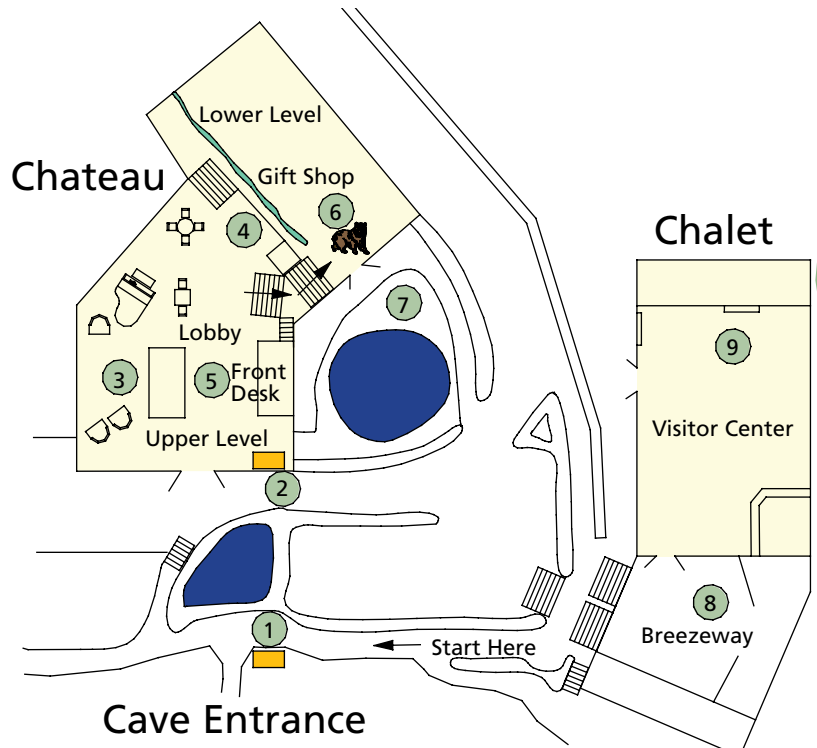 Lower Level
Chateau
Gift Shop
6
4
Chalet
7
Lobby
9
3
5
Front
Desk
Visitor Center
Upper Level
2
8
1
Start Here
Breezeway
Cave Entrance